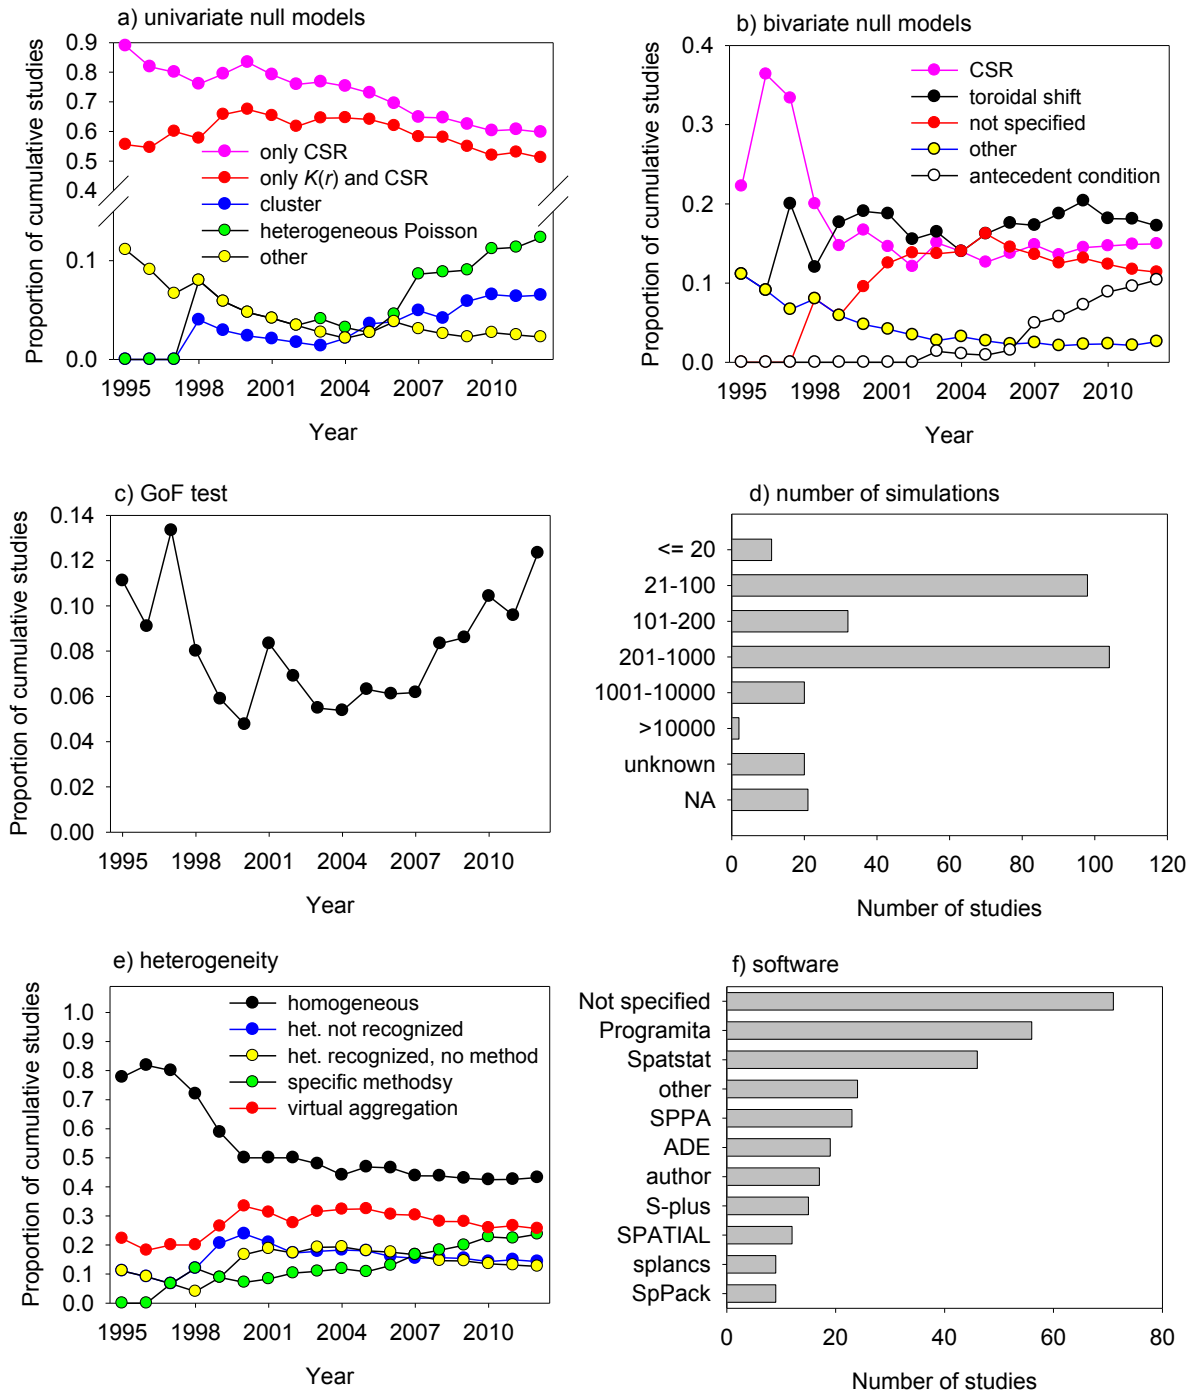 a) univariate null models
Proportion of cumulative studies
0.9
0.8
0.7
0.6
0.5
0.4
0.1
0.0
only CSR
only K(r) and CSR
cluster
heterogeneous Poisson
other
1995 1998 2001 2004 2007 2010
Year
b) bivariate null models
Proportion of cumulative studies
0.4
0.3
0.2
0.1
0.0
CSR
toroidal shift
not specified
other
antecedent condition
1995 1998 2001 2004 2007 2010
Year
c) GoF test
Proportion of cumulative studies
0.14
0.12
0.10
0.08
0.06
0.04
0.02
0.00
1995 1998 2001 2004 2007 2010
Year
d) number of simulations
<= 20
21-100
101-200
201-1000
1001-10000
>10000
unknown
NA
0 20 40 60 80 100 120
Number of studies
e) heterogeneity
Proportion of cumulative studies
1.0
0.9
0.8
0.7
0.6
0.5
0.4
0.3
0.2
0.1
0.0
homogeneous
het. not recognized
het. recognized, no method
specific methodsy
virtual aggregation
1995 1998 2001 2004 2007 2010
Year
f) software
Not specified
Programita
Spatstat
other
SPPA
ADE
author
S-plus
SPATIAL
splancs
SpPack
0 20 40 60 80
Number of studies